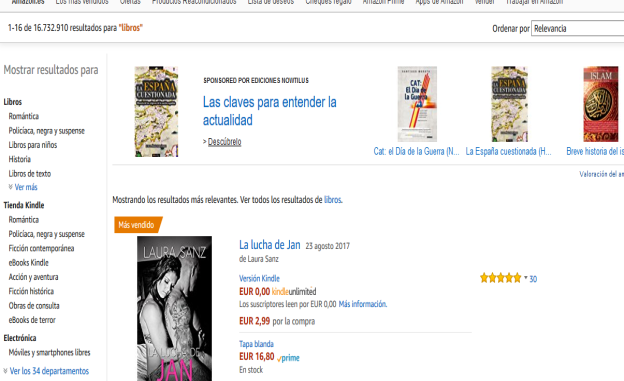 Amazon.es Los más vendidos Ofertas Productos Reacondicionados Lista de deseos Cheques regalo Amazon Prime Apps de Amazon Vender Trabajar en Amazon
1-16 de 16.732.910 resultados para "libros"
Ordenar por Relevancia
Mostrar resultados para
Libros
Romántica
Policíaca, negra y suspense
Libros para niños
Historia
Libros de texto
Ver más
Tienda Kindle
Romántica
Policíaca, negra y suspense
Ficción contemporánea
eBooks Kindle
Acción y aventura
Ficción histórica
Obras de consulta
eBooks de terror
Electrónica
Móviles y smartphones libres
Ver los 34 departamentos
LA ESPAÑA
CUESTIONADA
SPONSORED POR EDICIONES NOWTILUS
Las claves para entender la
actualidad
> Descúbrelo
CAT:
El Día de
la Guerra
Cat: el Día de la Guerra (N...
LA ESPAÑA
CUESTIONADA
La España cuestionada (H...
ISLAM
Breve historia del is
Valoración del an
Mostrando los resultados más relevantes. Ver todos los resultados de libros.
Más vendido
LAURA SANZ
LA LUCHA DE
JAN
La lucha de Jan 23 agosto 2017
de Laura Sanz
Versión Kindle
EUR 0,00 kindleunlimited
Los suscriptores leen por EUR 0,00 Más información.
EUR 2,99 por la compra
Tapa blanda
EUR 16,80 prime
En stock
30